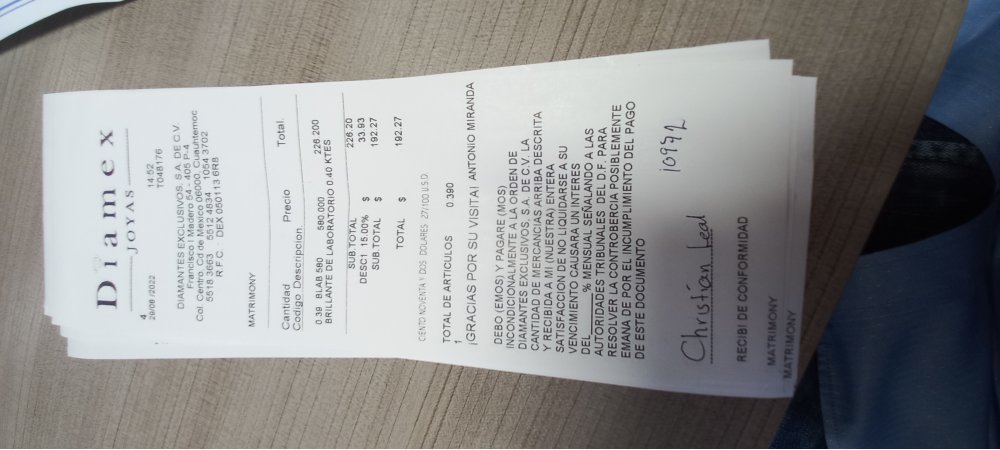 Diamex
JOYAS
4
29/08/2022 14:52
T048176
DIAMANTES EXCLUSIVOS, S.A. DE C.V.
Francisco I Madero 54 - 405 P-4
Col. Centro, Cd de Mexico 06000, Cuauhtemoc
5518 3663 5512 4834 1054 3702
R.F.C. DEX 050113 6R8
MATRIMONY
Cantidad Precio Total.
Codigo Descripcion.
0.39 BLAB 580 580.000 226.200
BRILLANTE DE LABORATORIO 0.40 KTES
SUB.TOTAL 226.20
DESC1 15.00% $ 33.93
SUB.TOTAL $ 192.27
TOTAL $ 192.27
CIENTO NOVENTA Y DOS DOLARES 27/100 U.S.D.
TOTAL DE ARTICULOS 0.390
1
¡GRACIAS POR SU VISITA! ANTONIO MIRANDA
DEBO (EMOS) Y PAGARE (MOS)
INCONDICIONALMENTE A LA ORDEN DE
DIAMANTES EXCLUSIVOS, S.A. DE C.V. LA
CANTIDAD DE MERCANCIAS ARRIBA DESCRITA
Y RECIBIDA A MI (NUESTRA) ENTERA
SATISFACCION DE NO LIQUIDARSE A SU
VENCIMIENTO CAUSARA UN INTERES
DEL % MENSUAL SEÑALANDO A LAS
AUTORIDADES TRIBUNALES DEL D.F. PARA
RESOLVER LA CONTROBERCIA POSIBLEMENTE
EMANA DE POR EL INCUMPLIMIENTO DEL PAGO
DE ESTE DOCUMENTO
Christian Leal 10972
RECIBI DE CONFORMIDAD
MATRIMONY
MATRIMONY